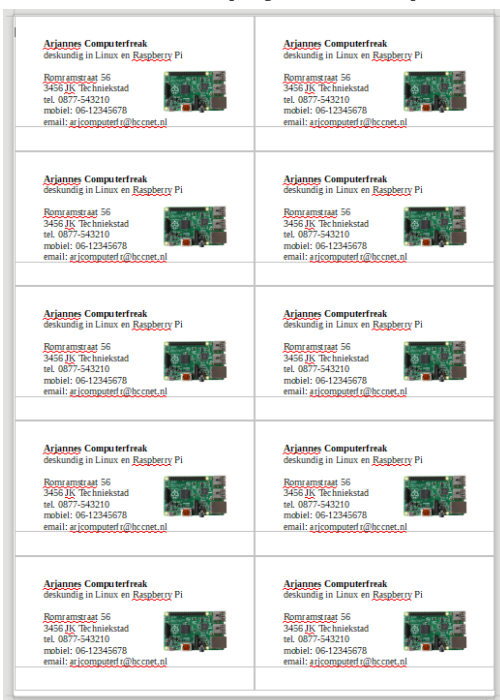 Arjannes Computerfreak
deskundig in Linux en Raspberry Pi
Romramstraat 56
3456 JK Techniekstad
tel. 0877-543210
mobiel: 06-12345678
email: arjcomputerfr@hccnet.nl
Arjannes Computerfreak
deskundig in Linux en Raspberry Pi
Romramstraat 56
3456 JK Techniekstad
tel. 0877-543210
mobiel: 06-12345678
email: arjcomputerfr@hccnet.nl
Arjannes Computerfreak
deskundig in Linux en Raspberry Pi
Romramstraat 56
3456 JK Techniekstad
tel. 0877-543210
mobiel: 06-12345678
email: arjcomputerfr@hccnet.nl
Arjannes Computerfreak
deskundig in Linux en Raspberry Pi
Romramstraat 56
3456 JK Techniekstad
tel. 0877-543210
mobiel: 06-12345678
email: arjcomputerfr@hccnet.nl
Arjannes Computerfreak
deskundig in Linux en Raspberry Pi
Romramstraat 56
3456 JK Techniekstad
tel. 0877-543210
mobiel: 06-12345678
email: arjcomputerfr@hccnet.nl
Arjannes Computerfreak
deskundig in Linux en Raspberry Pi
Romramstraat 56
3456 JK Techniekstad
tel. 0877-543210
mobiel: 06-12345678
email: arjcomputerfr@hccnet.nl
Arjannes Computerfreak
deskundig in Linux en Raspberry Pi
Romramstraat 56
3456 JK Techniekstad
tel. 0877-543210
mobiel: 06-12345678
email: arjcomputerfr@hccnet.nl
Arjannes Computerfreak
deskundig in Linux en Raspberry Pi
Romramstraat 56
3456 JK Techniekstad
tel. 0877-543210
mobiel: 06-12345678
email: arjcomputerfr@hccnet.nl
Arjannes Computerfreak
deskundig in Linux en Raspberry Pi
Romramstraat 56
3456 JK Techniekstad
tel. 0877-543210
mobiel: 06-12345678
email: arjcomputerfr@hccnet.nl
Arjannes Computerfreak
deskundig in Linux en Raspberry Pi
Romramstraat 56
3456 JK Techniekstad
tel. 0877-543210
mobiel: 06-12345678
email: arjcomputerfr@hccnet.nl